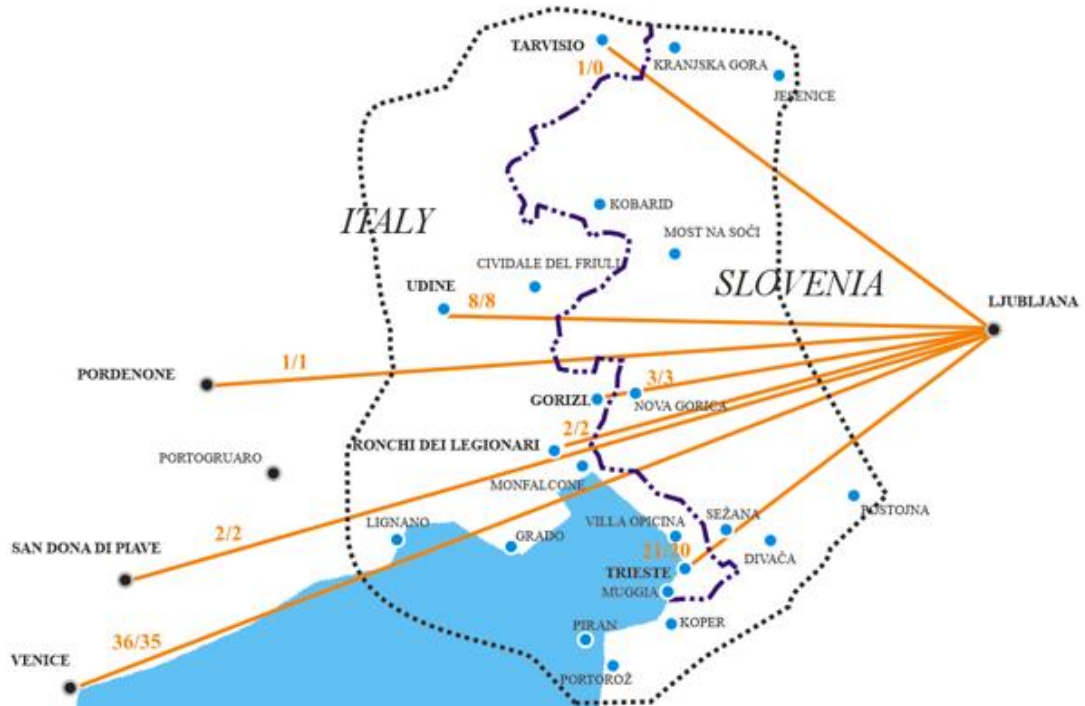 TARVISIO
KRANJSKA GORA
1/0
JESENICE
KOBARID
ITALY
MOST NA SOČI
CIVIDALE DEL FRIULI
SLOVENIA
UDINE
8/8
LJUBLJANA
1/1
PORDENONE
3/3
GORIZI
NOVA GORICA
2/2
RONCHI DEI LEGIONARI
PORTOGRUARO
MONFALCONE
POSTOJNA
LIGNANO
VILLA OPICINA
SEŽANA
2/2
GRADO
DIVAČA
SAN DONA DI PIAVE
21/20
TRIESTE
MUGGIA
PIRAN
KOPER
36/35
VENICE
PORTOROŽ